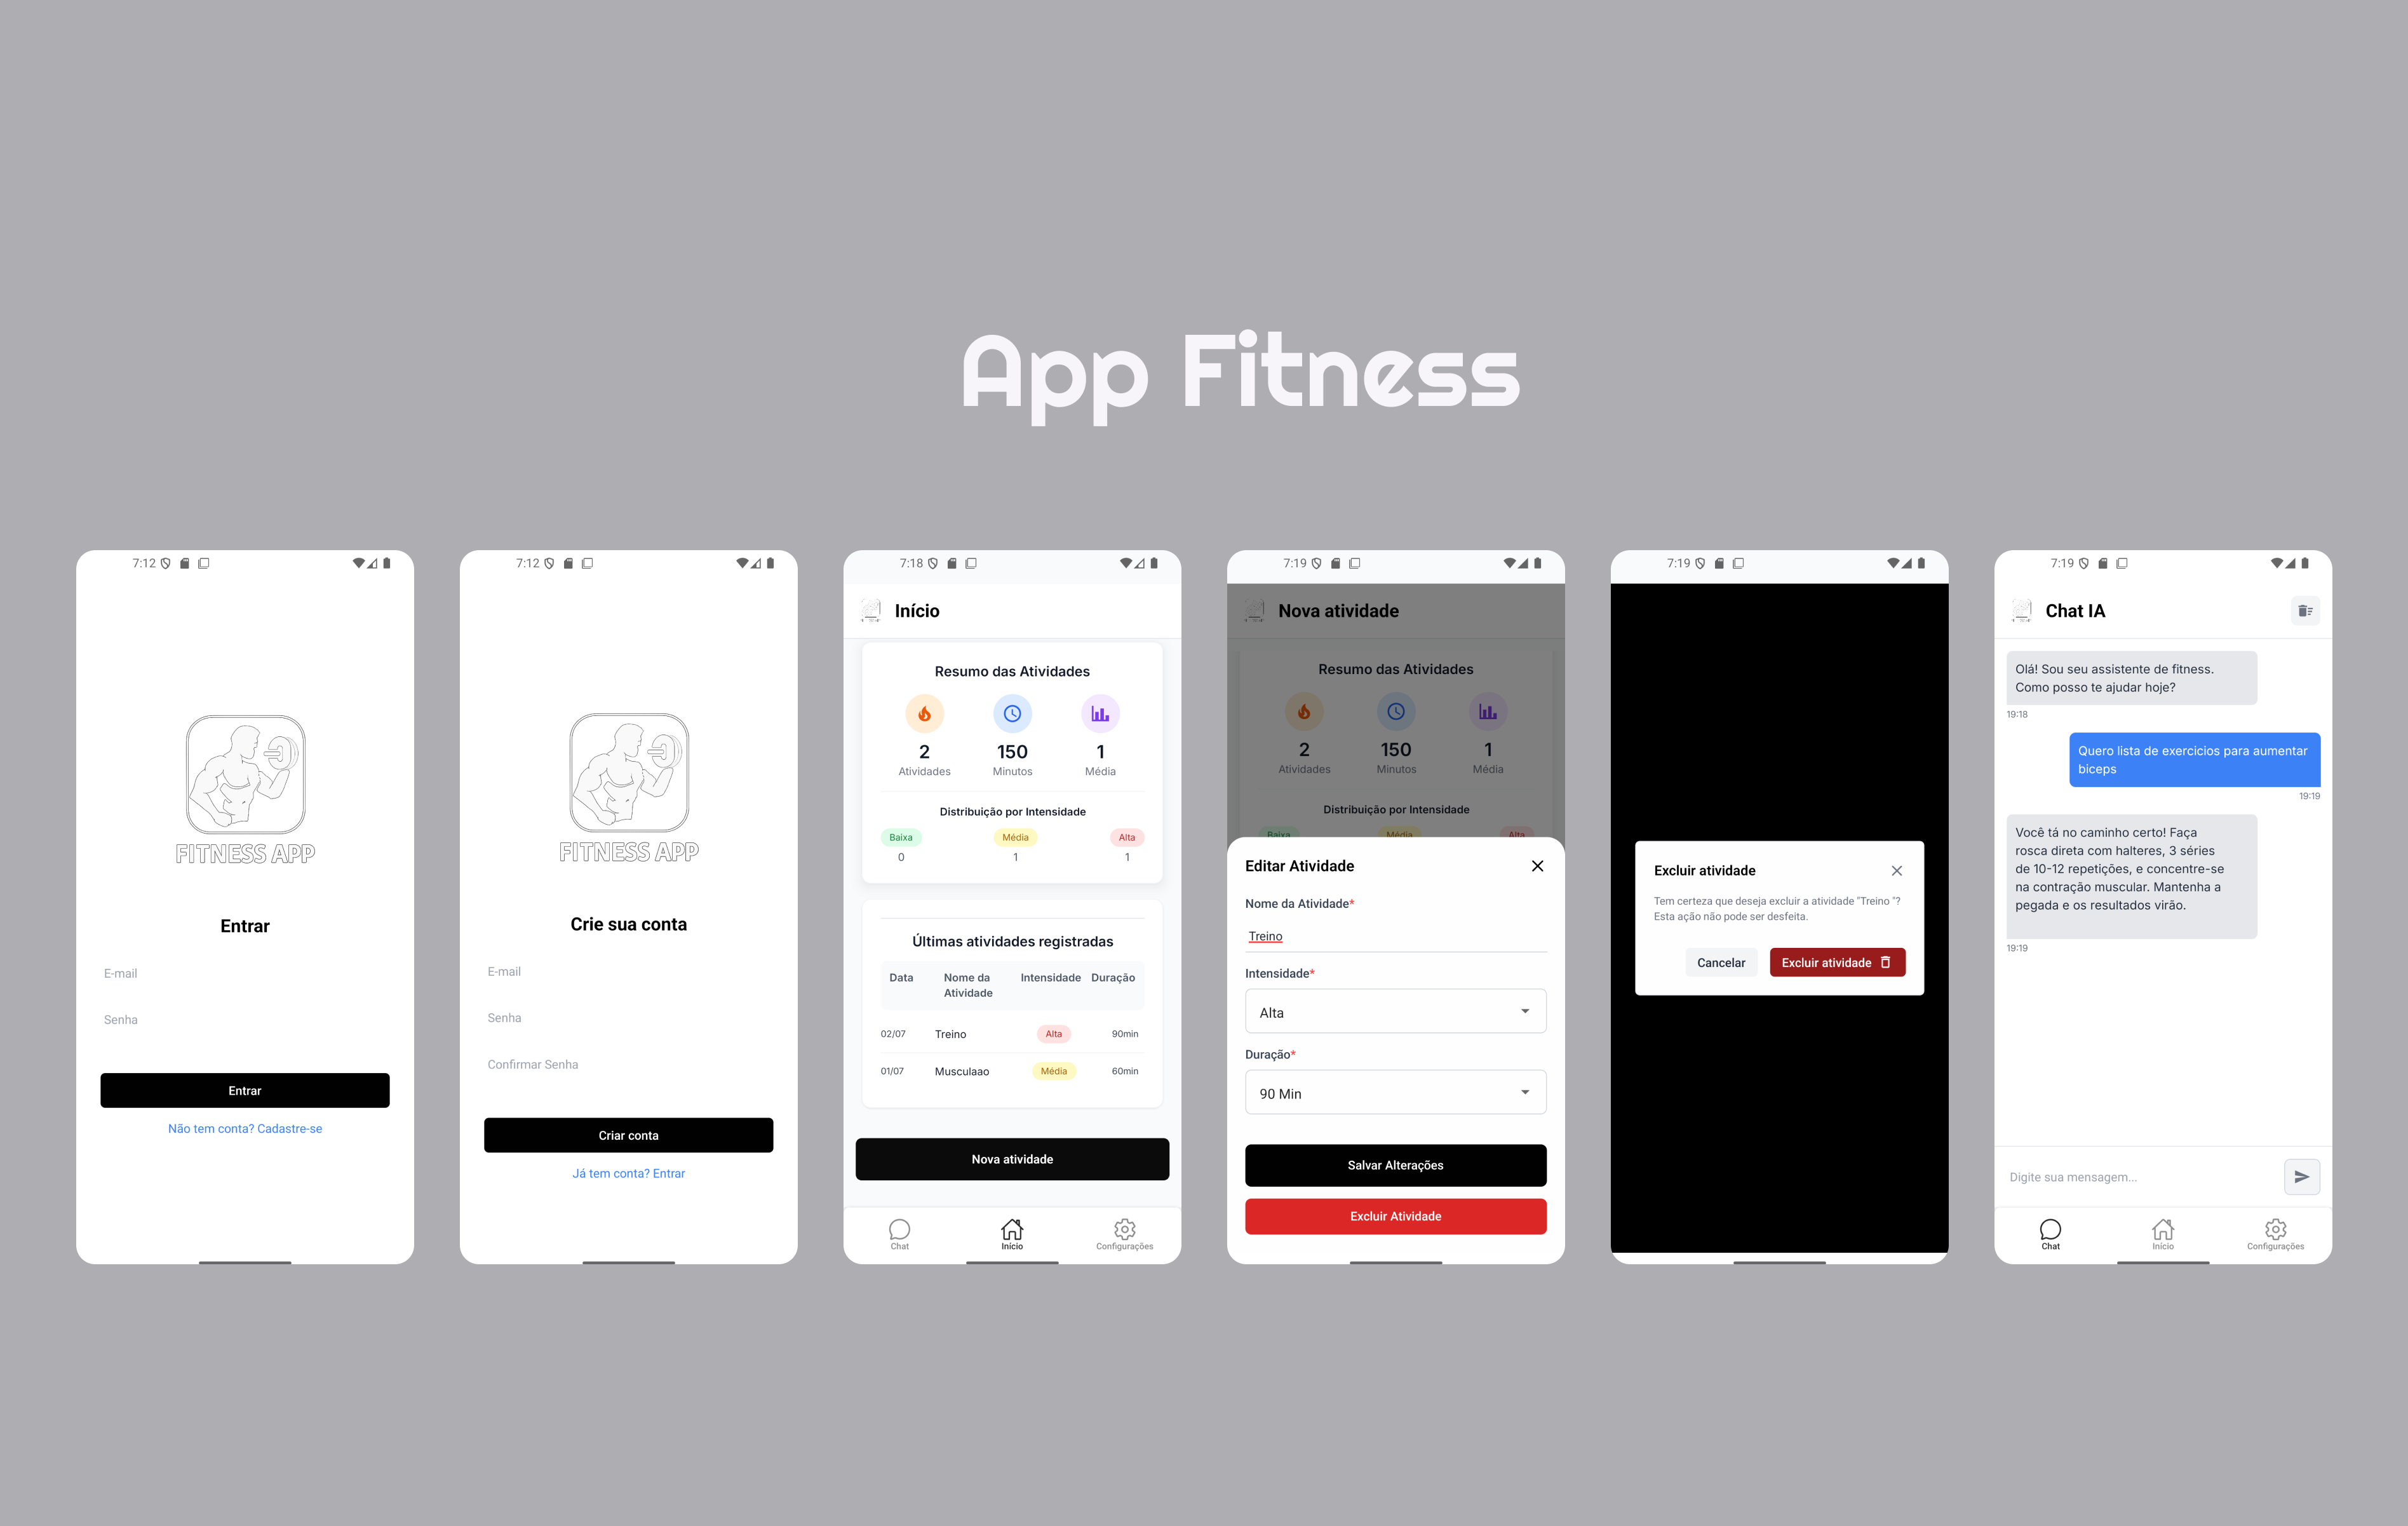 App Fitness
7:12
FITNESS APP
Entrar
E-mail
Senha
Entrar
Não tem conta? Cadastre-se
7:12
FITNESS APP
Crie sua conta
E-mail
Senha
Confirmar Senha
Criar conta
Já tem conta? Entrar
7:18
Início
Resumo das Atividades
2 150 1
Atividades Minutos Média
Distribuição por Intensidade
Baixa Média Alta
0 1 1
Últimas atividades registradas
Data Nome da Intensidade Duração
Atividade
02/07 Treino Alta 90min
01/07 Musculaao Média 60min
Nova atividade
Chat Início Configurações
7:19
Nova atividade
Resumo das Atividades
2 150 1
Atividades Minutos Média
Distribuição por Intensidade
Baixa Média Alta
Editar Atividade
Nome da Atividade*
Treino
Intensidade*
Alta
Duração*
90 Min
Salvar Alterações
Excluir Atividade
7:19
Excluir atividade
Tem certeza que deseja excluir a atividade "Treino "?
Esta ação não pode ser desfeita.
Cancelar Excluir atividade
7:19
Chat IA
Olá! Sou seu assistente de fitness.
Como posso te ajudar hoje?
19:18
Quero lista de exercicios para aumentar
biceps
19:19
Você tá no caminho certo! Faça
rosca direta com halteres, 3 séries
de 10-12 repetições, e concentre-se
na contração muscular. Mantenha a
pegada e os resultados virão.
19:19
Digite sua mensagem...
Chat Início Configurações